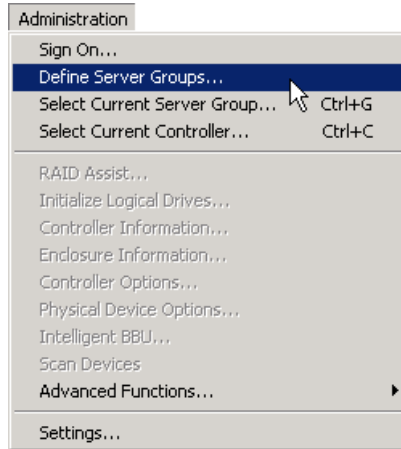 Administration
Sign On...
Define Server Groups...
Select Current Server Group... Ctrl+G
Select Current Controller... Ctrl+C
RAID Assist...
Initialize Logical Drives...
Controller Information...
Enclosure Information...
Controller Options...
Physical Device Options...
Intelligent BBU...
Scan Devices
Advanced Functions...
Settings...